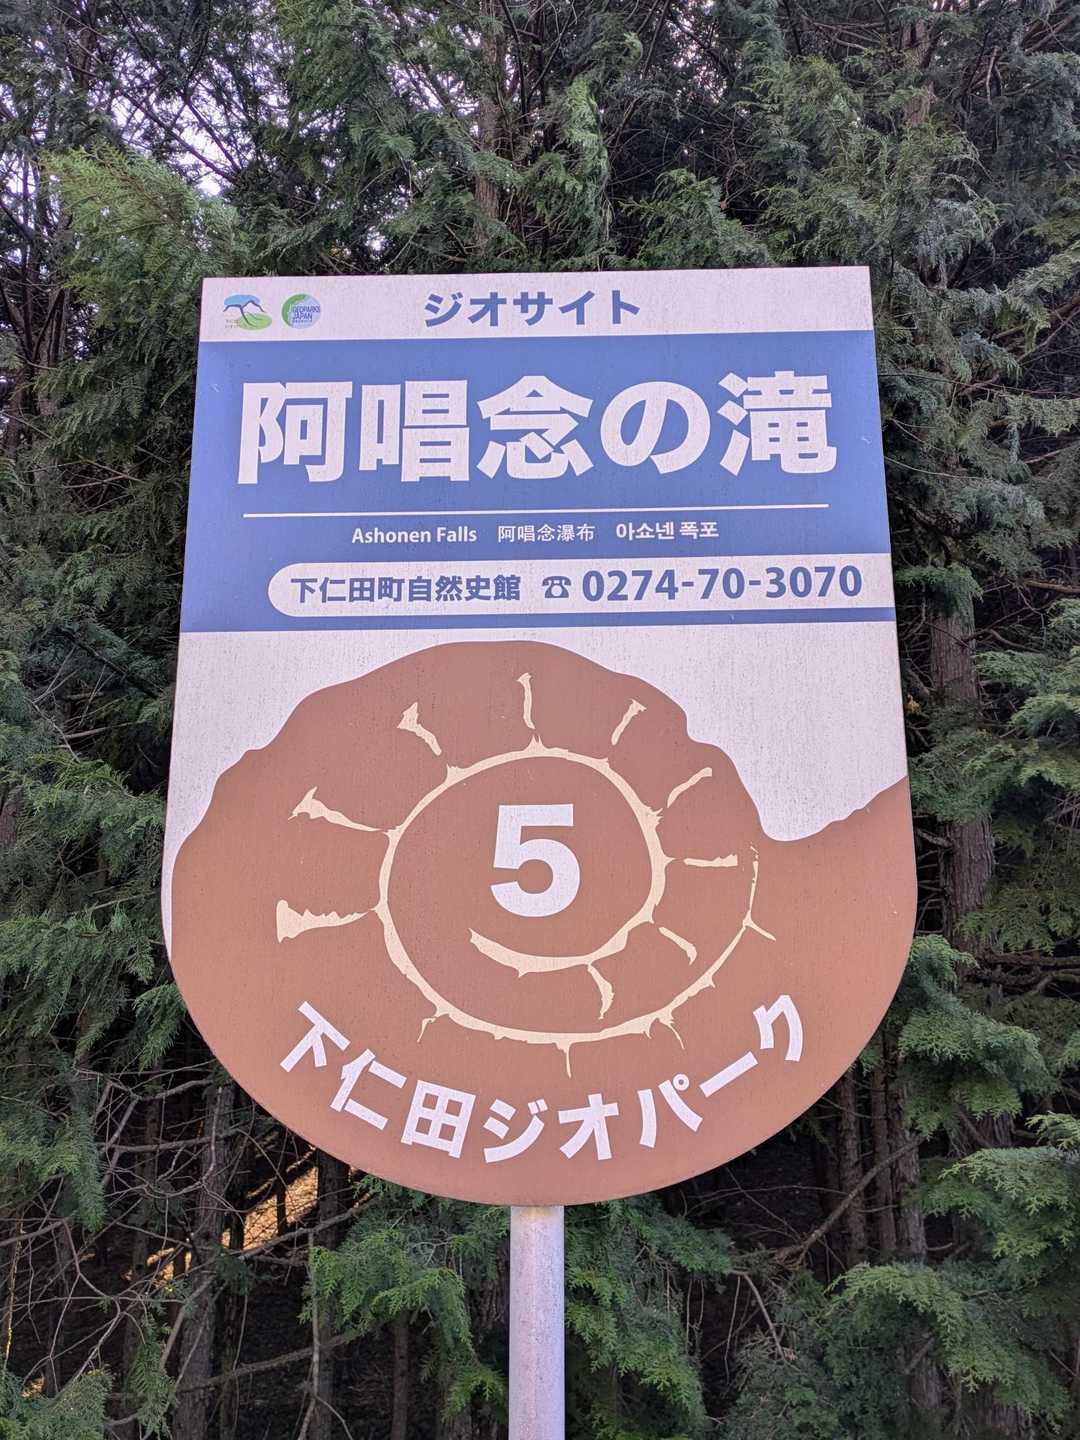 ジオサイト
GEOPARKS
JAPAN
阿唱念の滝
Ashonen Falls 阿唱念瀑布 아쇼넨 폭포
下仁田町自然史館 ☎ 0274-70-3070
5
下仁田ジオパーク